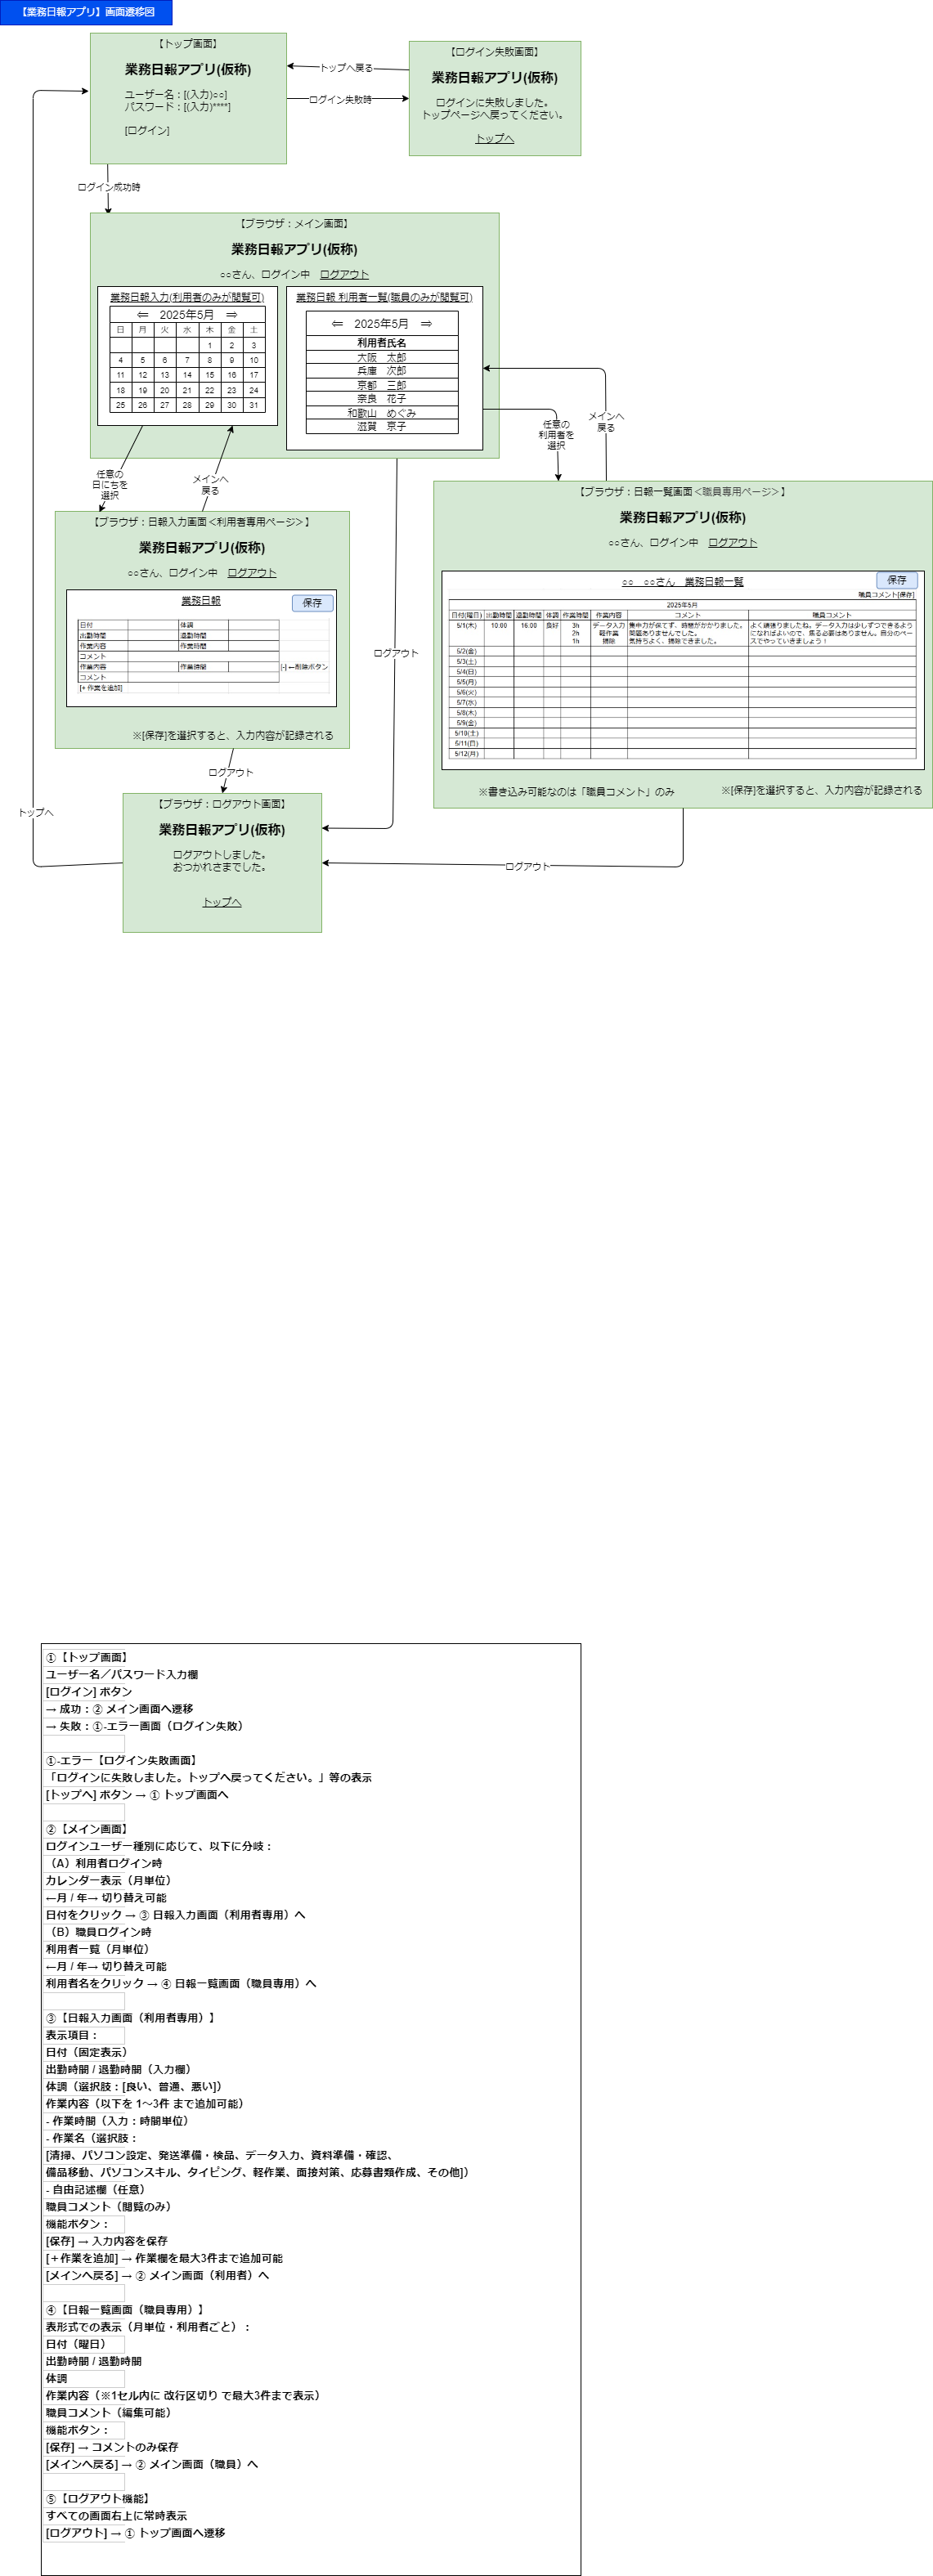 【業務日報アプリ】画面遷移図
【トップ画面】
業務日報アプリ(仮称)
ユーザー名：[(入力)○○]
パスワード：[(入力)****]
[ログイン]
トップへ戻る
ログイン失敗時
【ログイン失敗画面】
業務日報アプリ(仮称)
ログインに失敗しました。
トップページへ戻ってください。
トップへ
ログイン成功時
【ブラウザ：メイン画面】
業務日報アプリ(仮称)
○○さん、ログイン中　ログアウト
業務日報入力(利用者のみが閲覧可)
⇐　2025年5月　⇒
日 月 火 水 木 金 土
1 2 3
4 5 6 7 8 9 10
11 12 13 14 15 16 17
18 19 20 21 22 23 24
25 26 27 28 29 30 31
業務日報 利用者一覧(職員のみが閲覧可)
⇐　2025年5月　⇒
利用者氏名
大阪　太郎
兵庫　次郎
京都　三郎
奈良　花子
和歌山　めぐみ
滋賀　京子
任意の
利用者を
選択
メインへ
戻る
任意の
日にちを
選択
メインへ
戻る
【ブラウザ：日報入力画面＜利用者専用ページ＞】
業務日報アプリ(仮称)
○○さん、ログイン中　ログアウト
業務日報
保存
日付 体調
出勤時間 退勤時間
作業内容 作業時間
コメント
作業内容 作業時間 [-]←削除ボタン
コメント
[+ 作業を追加]
※[保存]を選択すると、入力内容が記録される
【ブラウザ：日報一覧画面＜職員専用ページ＞】
業務日報アプリ(仮称)
○○さん、ログイン中　ログアウト
○○　○○さん　業務日報一覧
保存
職員コメント[保存]
2025年5月
日付(曜日) 出勤時間 退勤時間 体調 作業時間 作業内容 コメント 職員コメント
5/1(木) 10:00 16:00 良好 3h データ入力 集中力が保てず、時間がかかりました。 よく頑張りましたね。データ入力は少しずつできるよう
2h 軽作業 問題ありませんでした。 になればよいので、焦る必要はありません。自分のペー
1h 掃除 気持ちよく、掃除できました。 スでやっていきましょう！
5/2(金)
5/3(土)
5/4(日)
5/5(月)
5/6(火)
5/7(水)
5/8(木)
5/9(金)
5/10(土)
5/11(日)
5/12(月)
※書き込み可能なのは「職員コメント」のみ
※[保存]を選択すると、入力内容が記録される
ログアウト
ログアウト
ログアウト
トップへ
【ブラウザ：ログアウト画面】
業務日報アプリ(仮称)
ログアウトしました。
おつかれさまでした。
トップへ
①【トップ画面】
ユーザー名／パスワード入力欄
[ログイン] ボタン
→ 成功：② メイン画面へ遷移
→ 失敗：①-エラー画面（ログイン失敗）
①-エラー【ログイン失敗画面】
「ログインに失敗しました。トップへ戻ってください。」等の表示
[トップへ] ボタン → ① トップ画面へ
②【メイン画面】
ログインユーザー種別に応じて、以下に分岐：
（A）利用者ログイン時
カレンダー表示（月単位）
←月 / 年→ 切り替え可能
日付をクリック → ③ 日報入力画面（利用者専用）へ
（B）職員ログイン時
利用者一覧（月単位）
←月 / 年→ 切り替え可能
利用者名をクリック → ④ 日報一覧画面（職員専用）へ
③【日報入力画面（利用者専用）】
表示項目：
日付（固定表示）
出勤時間 / 退勤時間（入力欄）
体調（選択肢：[良い、普通、悪い]）
作業内容（以下を 1～3件 まで追加可能）
- 作業時間（入力：時間単位）
- 作業名（選択肢：
[清掃、パソコン設定、発送準備・検品、データ入力、資料準備・確認、
備品移動、パソコンスキル、タイピング、軽作業、面接対策、応募書類作成、その他]）
- 自由記述欄（任意）
職員コメント（閲覧のみ）
機能ボタン：
[保存] → 入力内容を保存
[＋作業を追加] → 作業欄を最大3件まで追加可能
[メインへ戻る] → ② メイン画面（利用者）へ
④【日報一覧画面（職員専用）】
表形式での表示（月単位・利用者ごと）：
日付（曜日）
出勤時間 / 退勤時間
体調
作業内容（※1セル内に 改行区切り で最大3件まで表示）
職員コメント（編集可能）
機能ボタン：
[保存] → コメントのみ保存
[メインへ戻る] → ② メイン画面（職員）へ
⑤【ログアウト機能】
すべての画面右上に常時表示
[ログアウト] → ① トップ画面へ遷移